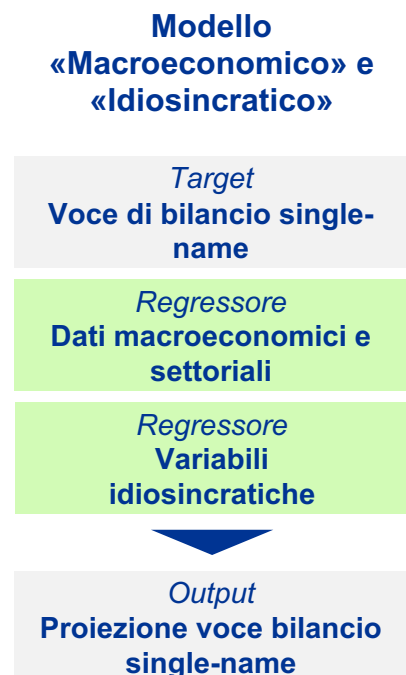 Modello
«Macroeconomico» e
«Idiosincratico»
Target
Voce di bilancio single-
name
Regressore
Dati macroeconomici e
settoriali
Regressore
Variabili
idiosincratiche
Output
Proiezione voce bilancio
single-name